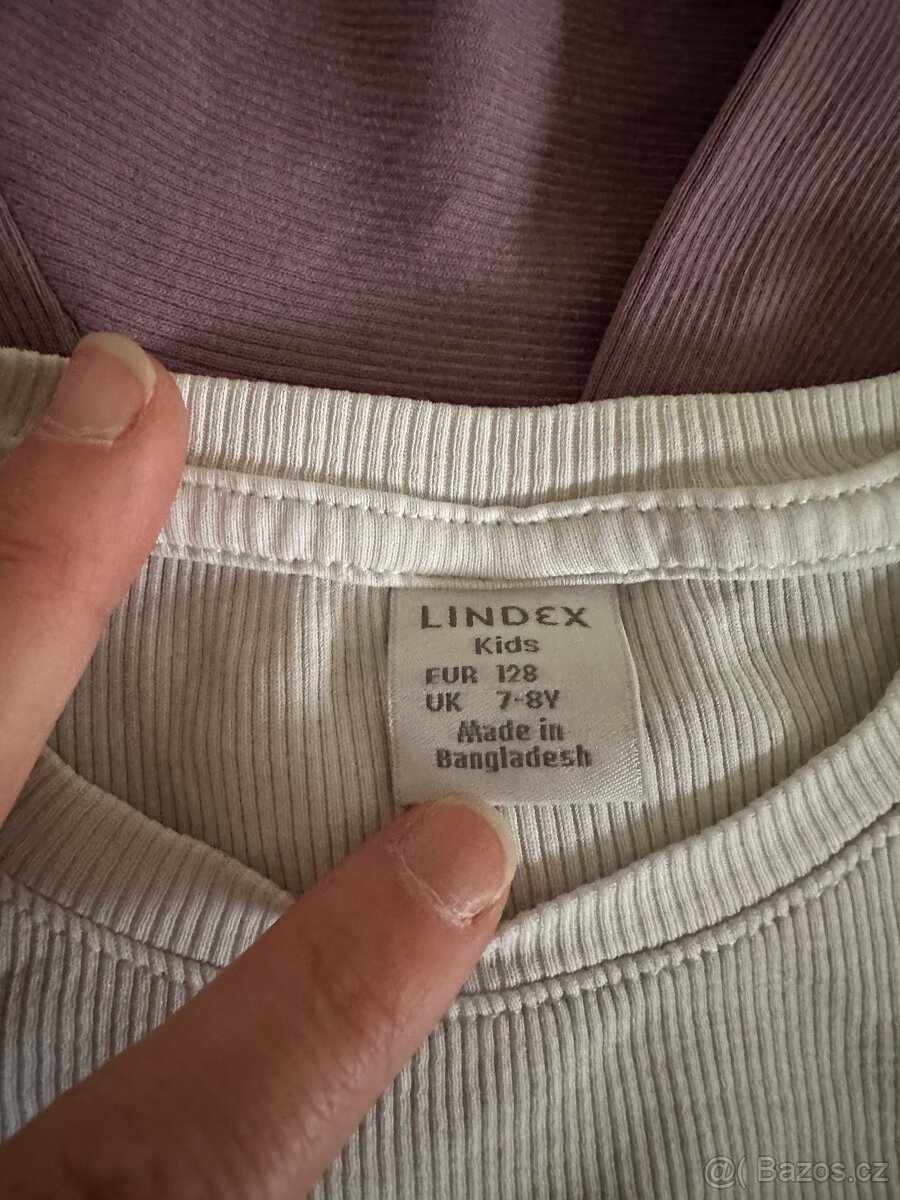 LINDEX
Kids
EUR 128
UK 7-8Y
Made in
Bangladesh
@( Bazos.cz